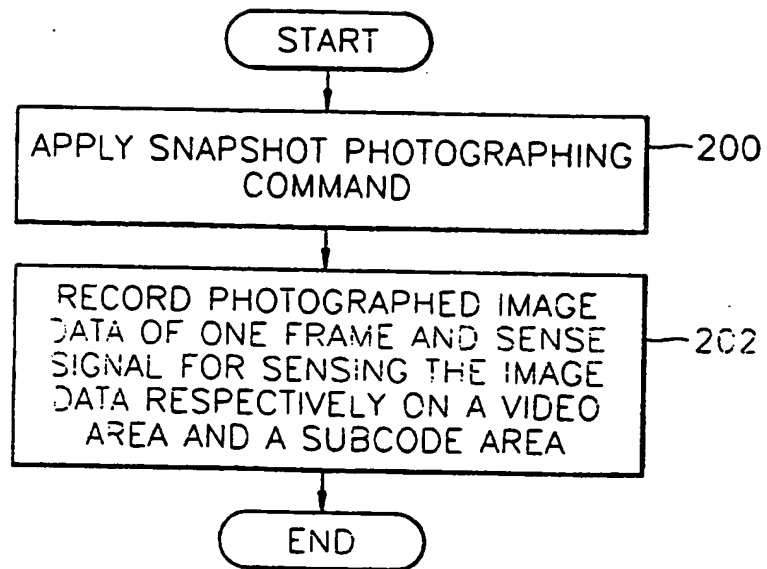 START
APPLY SNAPSHOT PHOTOGRAPHING
COMMAND
200
RECORD PHOTOGRAPHED IMAGE
DATA OF ONE FRAME AND SENSE
SIGNAL FOR SENSING THE IMAGE
DATA RESPECTIVELY ON A VIDEO
AREA AND A SUBCODE AREA
202
END